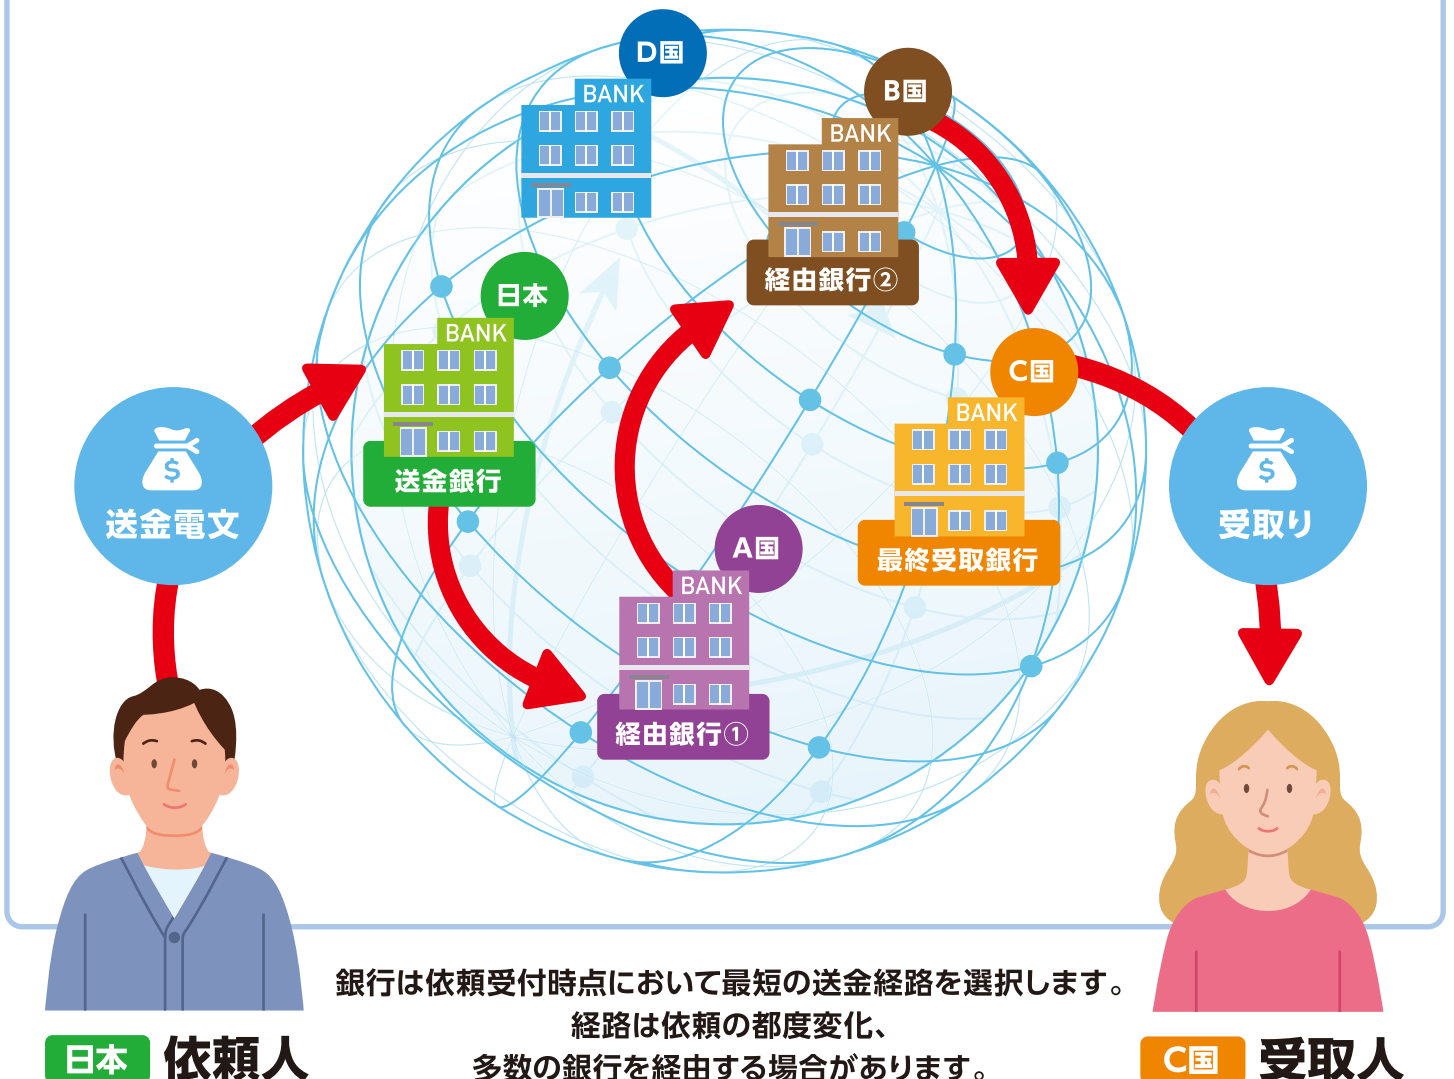 D国
BANK
B国
BANK
経由銀行②
日本
BANK
送金銀行
C国
BANK
最終受取銀行
A国
BANK
経由銀行①
$
送金電文
$
受取り
銀行は依頼受付時点において最短の送金経路を選択します。
経路は依頼の都度変化、
多数の銀行を経由する場合があります。
日本 依頼人
C国 受取人